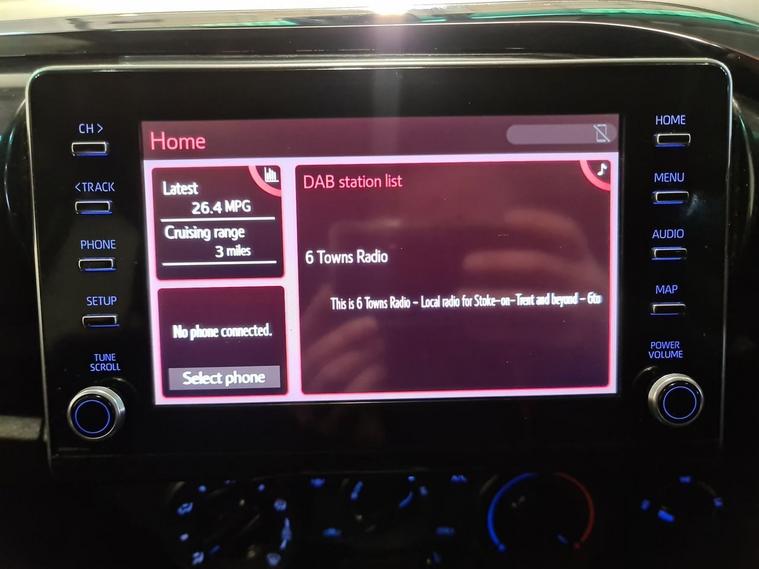 CH >
< TRACK
PHONE
SETUP
TUNE
SCROLL
Home
Latest
26.4 MPG
Cruising range
3 miles
No phone connected.
Select phone
DAB station list
6 Towns Radio
This is 6 Towns Radio - Local radio for Stoke-on-Trent and beyond - 6to
HOME
MENU
AUDIO
MAP
POWER
VOLUME